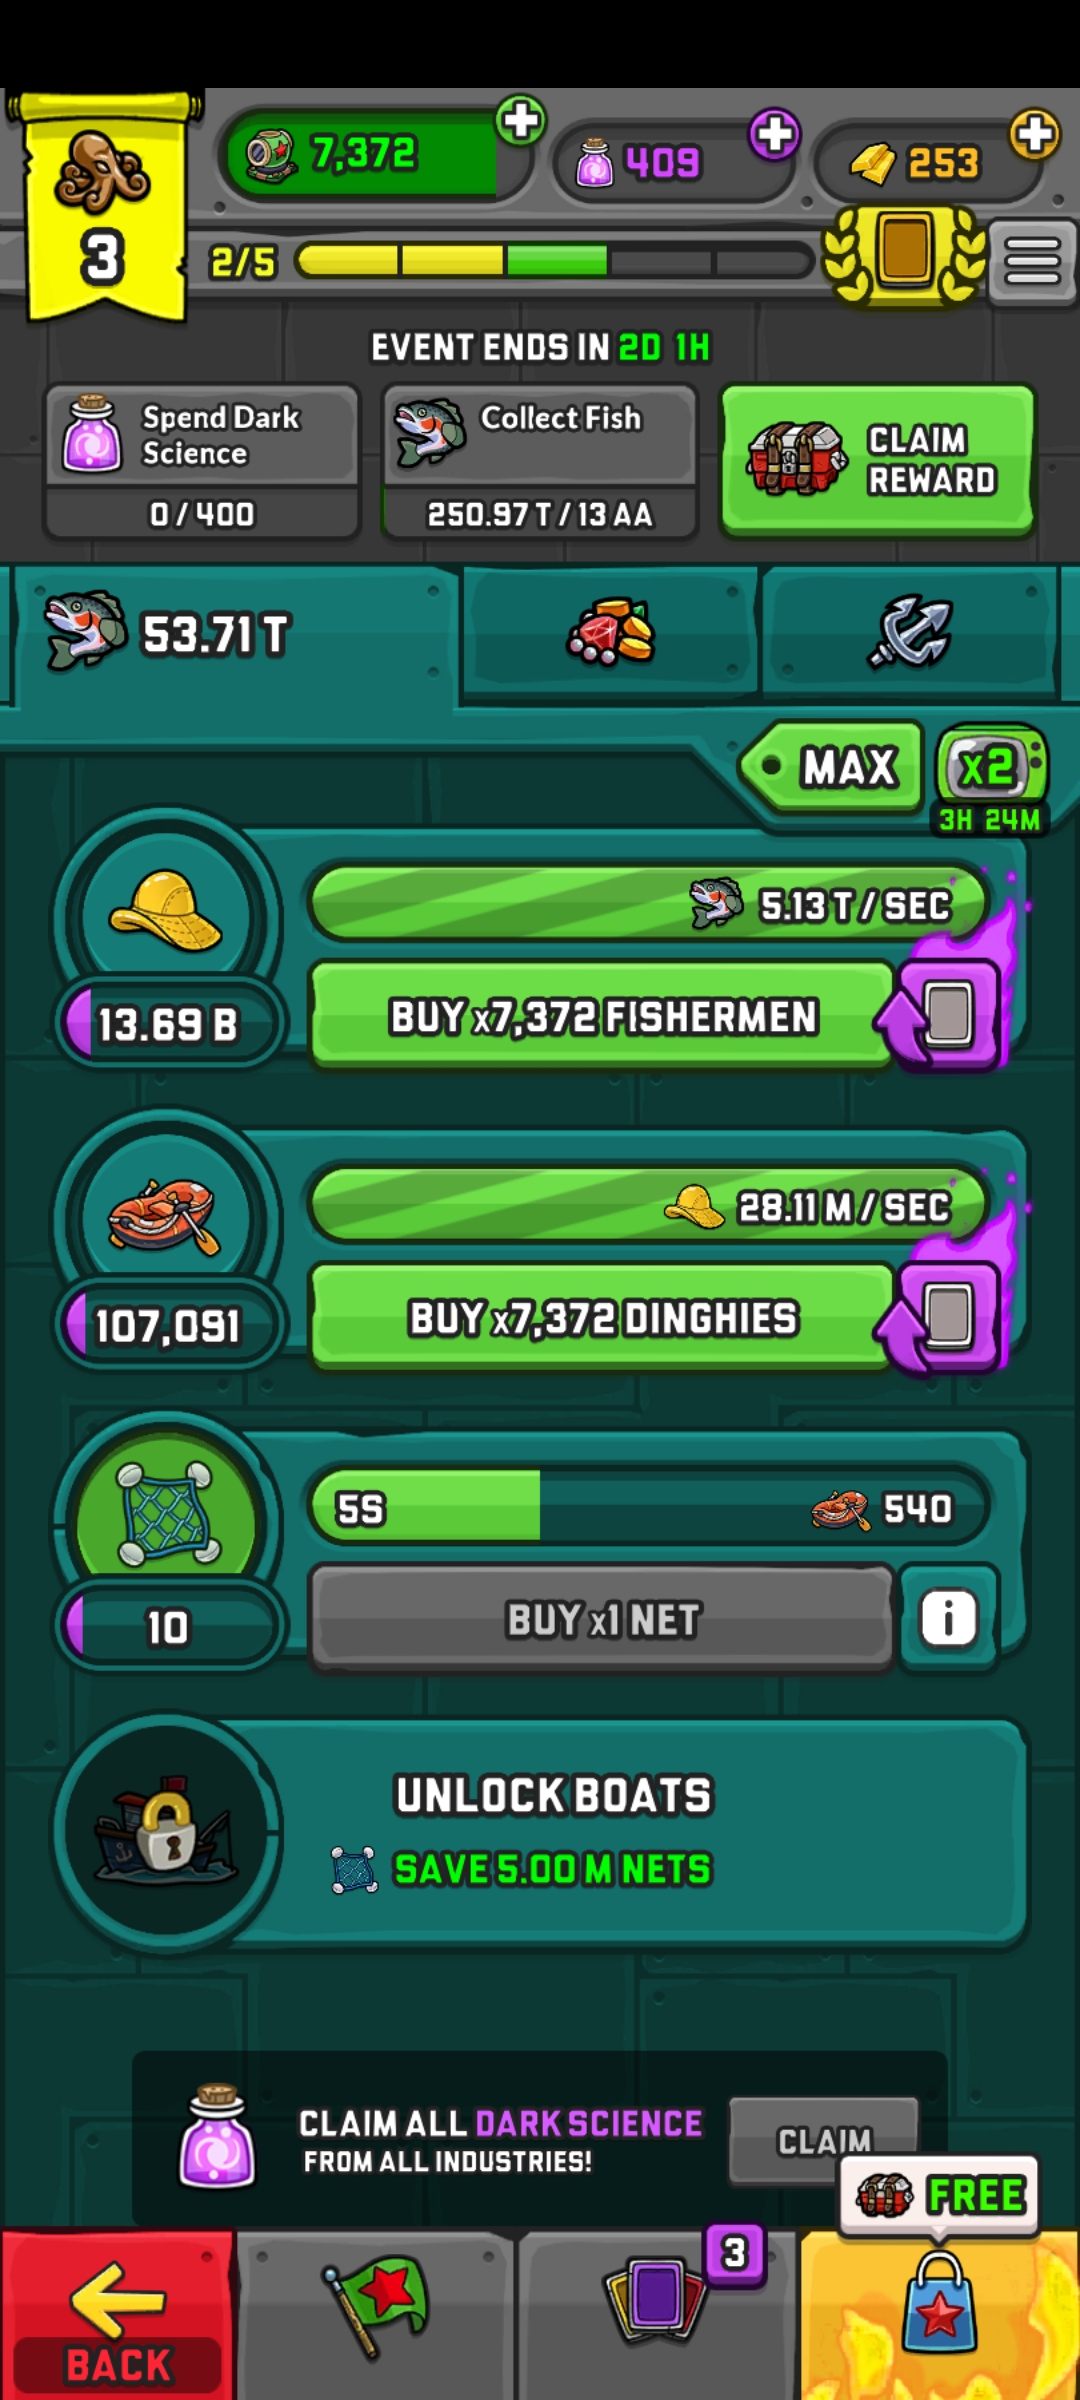 7,372
409
253
3
2/5
EVENT ENDS IN 2D 1H
Spend Dark
Science
0 / 400
Collect Fish
250.97 T / 13 AA
CLAIM
REWARD
53.71 T
MAX
x2
3H 24M
5.13 T / SEC
13.69 B
BUY x7,372 FISHERMEN
28.11 M / SEC
107,091
BUY x7,372 DINGHIES
5S
540
10
BUY x1 NET
i
UNLOCK BOATS
SAVE 5.00 M NETS
CLAIM ALL DARK SCIENCE
FROM ALL INDUSTRIES!
CLAIM
FREE
3
BACK